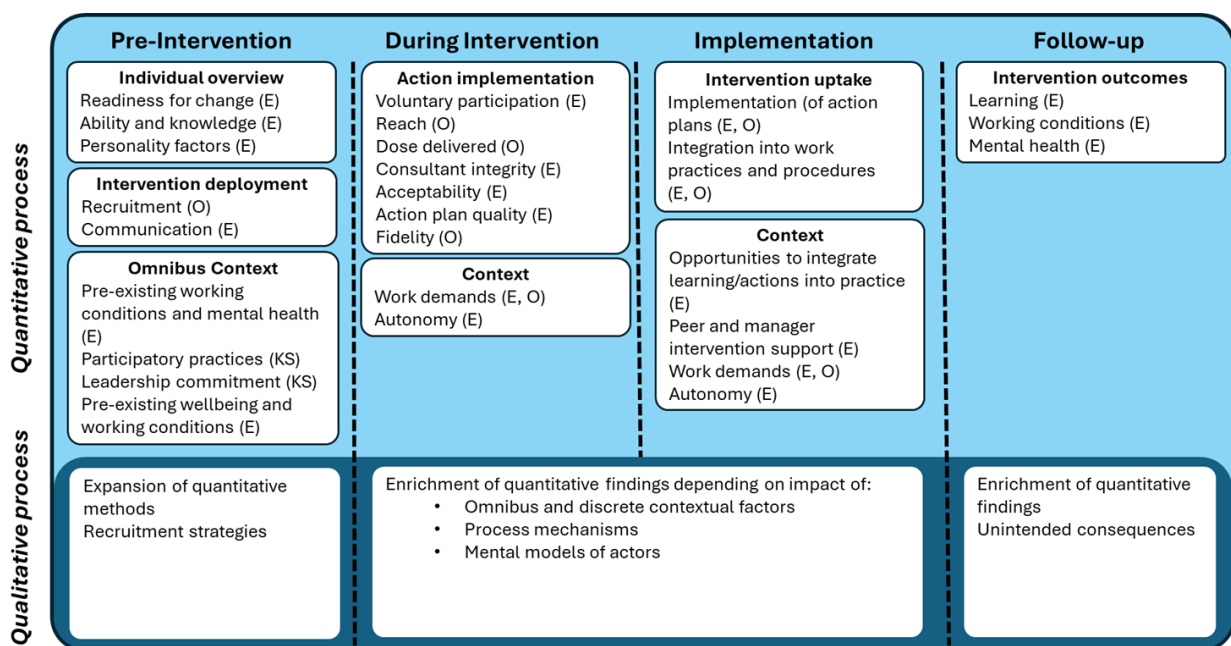 Pre-Intervention
During Intervention
Implementation
Follow-up
Quantitative process
Individual overview
Readiness for change (E)
Ability and knowledge (E)
Personality factors (E)
Intervention deployment
Recruitment (O)
Communication (E)
Omnibus Context
Pre-existing working
conditions and mental health
(E)
Participatory practices (KS)
Leadership commitment (KS)
Pre-existing wellbeing and
working conditions (E)
Action implementation
Voluntary participation (E)
Reach (O)
Dose delivered (O)
Consultant integrity (E)
Acceptability (E)
Action plan quality (E)
Fidelity (O)
Context
Work demands (E, O)
Autonomy (E)
Intervention uptake
Implementation (of action
plans (E, O)
Integration into work
practices and procedures
(E, O)
Context
Opportunities to integrate
learning/actions into practice
(E)
Peer and manager
intervention support (E)
Work demands (E, O)
Autonomy (E)
Intervention outcomes
Learning (E)
Working conditions (E)
Mental health (E)
Qualitative process
Expansion of quantitative
methods
Recruitment strategies
Enrichment of quantitative findings depending on impact of:
• Omnibus and discrete contextual factors
• Process mechanisms
• Mental models of actors
Enrichment of quantitative
findings
Unintended consequences